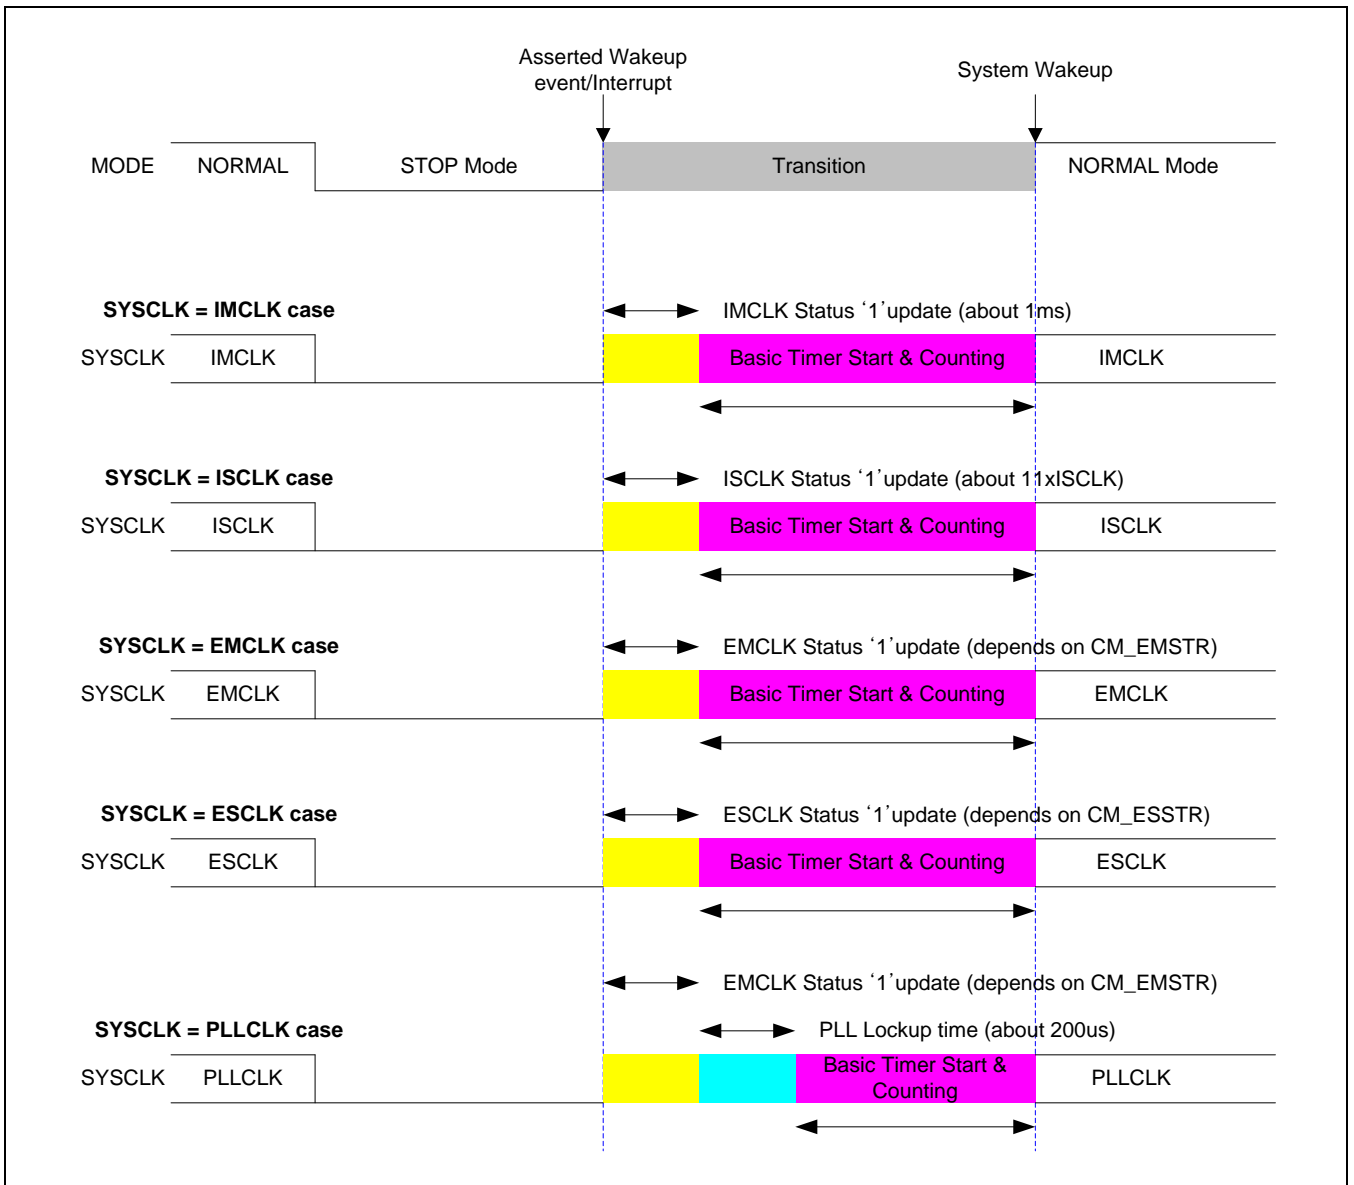 Asserted Wakeup
event/Interrupt
System Wakeup
MODE NORMAL STOP Mode Transition NORMAL Mode
SYSCLK = IMCLK case
IMCLK Status ‘1’update (about 1ms)
SYSCLK IMCLK Basic Timer Start & Counting IMCLK
SYSCLK = ISCLK case
ISCLK Status ‘1’update (about 11xISCLK)
SYSCLK ISCLK Basic Timer Start & Counting ISCLK
SYSCLK = EMCLK case
EMCLK Status ‘1’update (depends on CM_EMSTR)
SYSCLK EMCLK Basic Timer Start & Counting EMCLK
SYSCLK = ESCLK case
ESCLK Status ‘1’update (depends on CM_ESSTR)
SYSCLK ESCLK Basic Timer Start & Counting ESCLK
EMCLK Status ‘1’update (depends on CM_EMSTR)
SYSCLK = PLLCLK case
PLL Lockup time (about 200us)
SYSCLK PLLCLK
Basic Timer Start &
Counting
PLLCLK